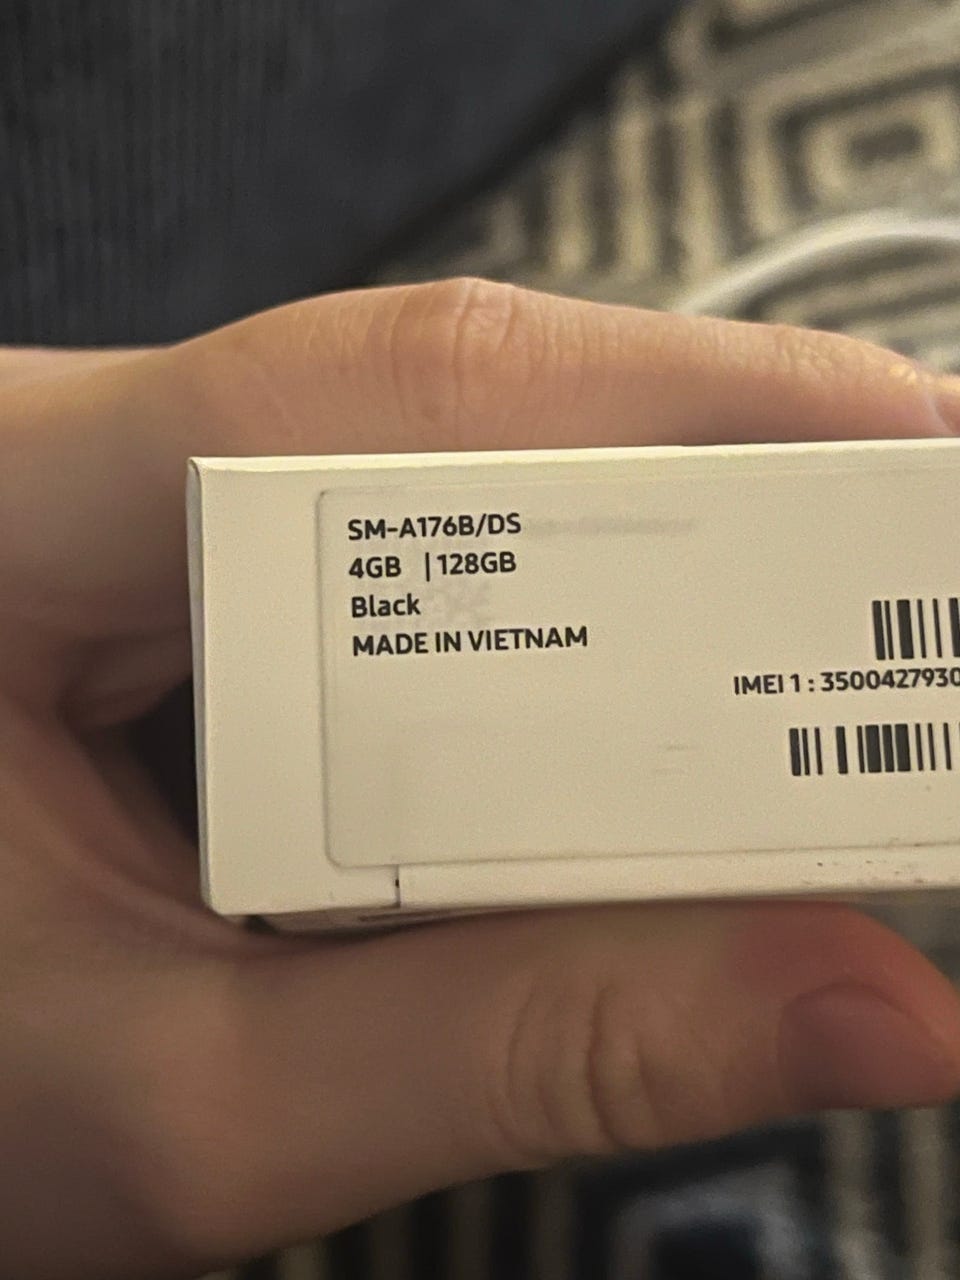 SM-A176B/DS
4GB | 128GB
Black
MADE IN VIETNAM
IMEI 1 : 3500427930